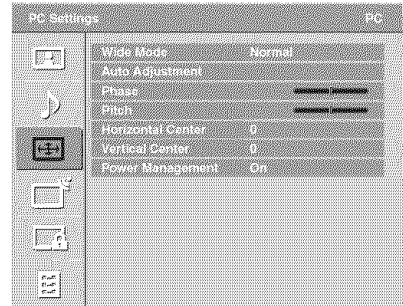 PC Settings PC
Wide Mode Normal
Auto Adjustment
Phase
Pitch
Horizontal Center 0
Vertical Center 0
Power Management On